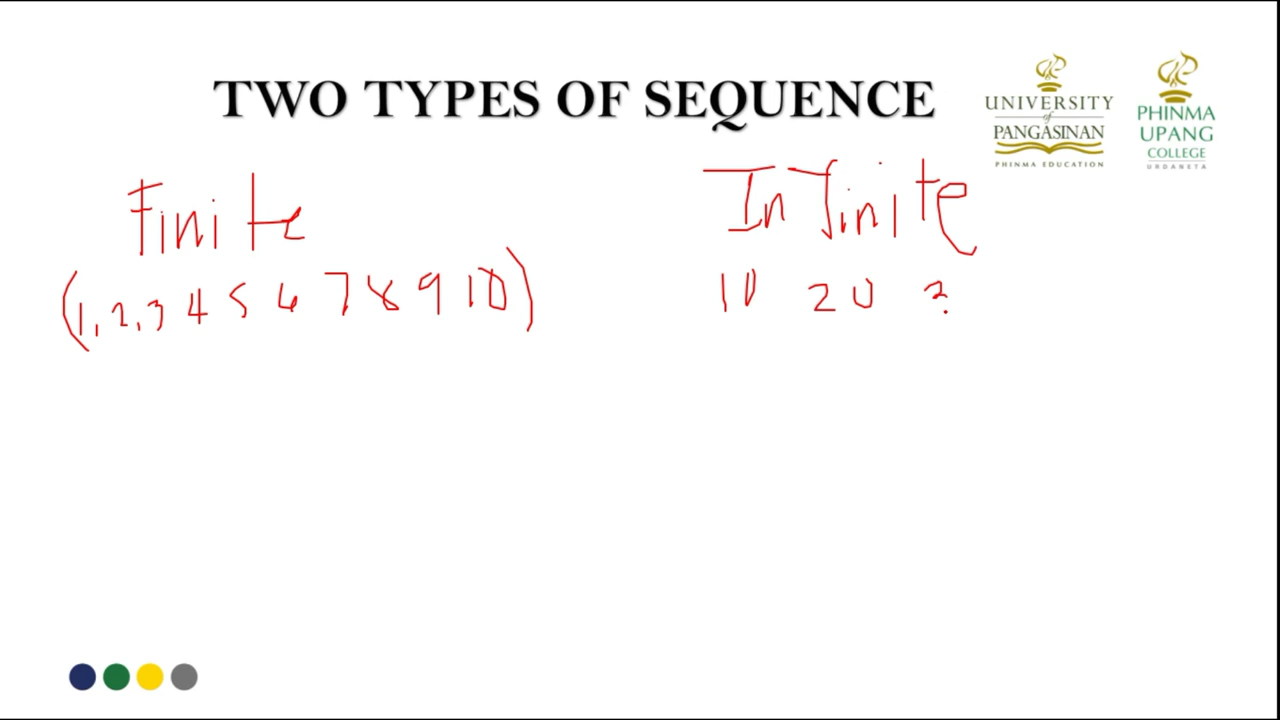 TWO TYPES OF SEQUENCE
UNIVERSITY
of
PANGASINAN
PHINMA EDUCATION
PHINMA
UPANG
COLLEGE
URDANETA
Finite
(1, 2, 3 4 5 6 7 8 9 10)
Infinite
10 20